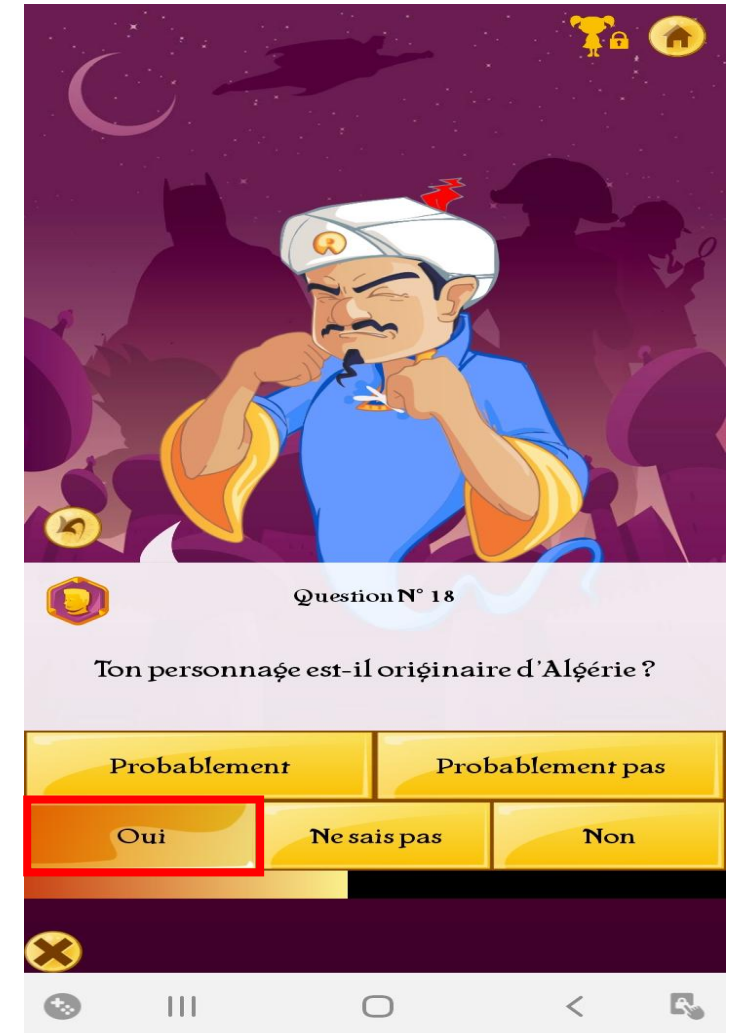 Question N° 18
Ton personnage est-il originaire d'Algérie ?
Probablement
Probablement pas
Oui
Ne sais pas
Non